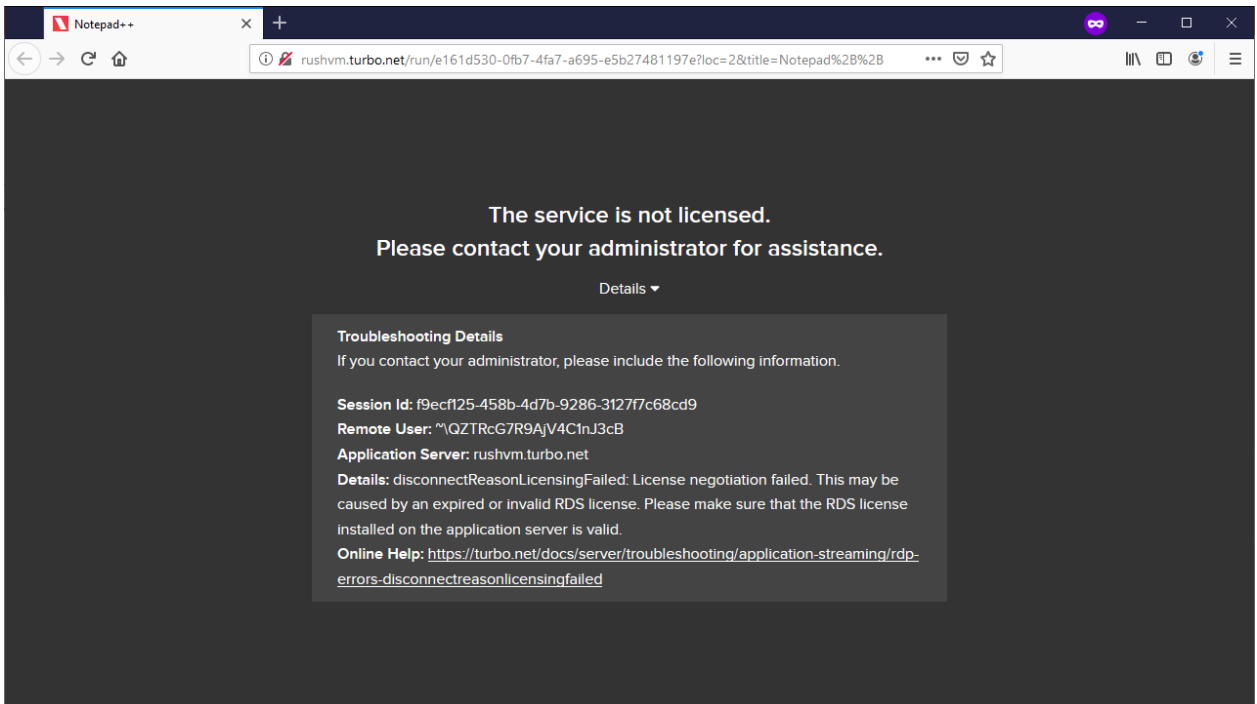 Notepad++
rushvm.turbo.net/run/e161d530-0fb7-4fa7-a695-e5b27481197e?loc=2&title=Notepad%2B%2B
The service is not licensed.
Please contact your administrator for assistance.
Details
Troubleshooting Details
If you contact your administrator, please include the following information.
Session Id: f9ecf125-458b-4d7b-9286-3127f7c68cd9
Remote User: ~\QZTRcG7R9AjV4C1nJ3cB
Application Server: rushvm.turbo.net
Details: disconnectReasonLicensingFailed: License negotiation failed. This may be
caused by an expired or invalid RDS license. Please make sure that the RDS license
installed on the application server is valid.
Online Help: https://turbo.net/docs/server/troubleshooting/application-streaming/rdp-
errors-disconnectreasonlicensingfailed